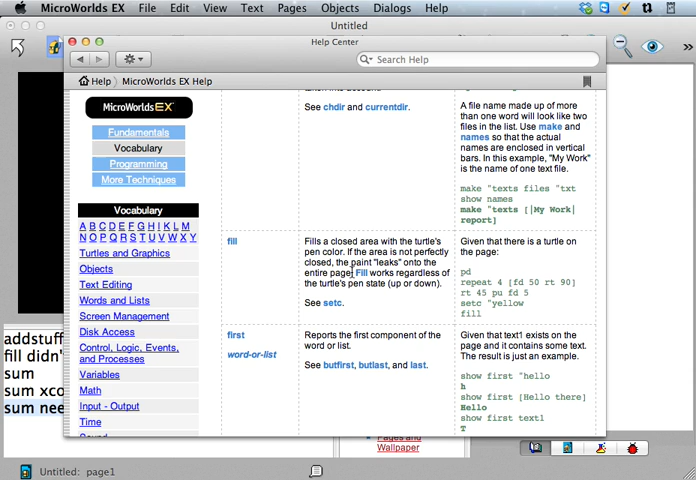 MicroWorlds EX File Edit View Text Pages Objects Dialogs Help
Untitled
Help Center
Search Help
Help MicroWorlds EX Help
MicroWorlds EX
Fundamentals
Vocabulary
Programming
More Techniques
Vocabulary
A B C D E F G H I K L M
N O P Q R S T U V W X Y
Turtles and Graphics
Objects
Text Editing
Words and Lists
Screen Management
Disk Access
Control, Logic, Events,
and Processes
Variables
Math
Input - Output
Time
See chdir and currentdir.
A file name made up of more
than one word will look like two
files in the list. Use make and
names so that the actual
names are enclosed in vertical
bars. In this example, "My Work"
is the name of one text file.
make "texts files "txt
show names
make "texts [|My Work|
report]
fill
Fills a closed area with the turtle's
pen color. If the area is not perfectly
closed, the paint "leaks" onto the
entire page. Fill works regardless of
the turtle's pen state (up or down).
See setc.
Given that there is a turtle on
the page:
pd
repeat 4 [fd 50 rt 90]
rt 45 pu fd 5
setc "yellow
fill
first
word-or-list
Reports the first component of the
word or list.
See butfirst, butlast, and last.
Given that text1 exists on the
page and it contains some text.
The result is just an example.
show first "hello
h
show first [Hello there]
Hello
show first text1
T
addstuff
fill didn'
sum
sum xco
sum nee
Pages and
Wallpaper
Untitled: page1